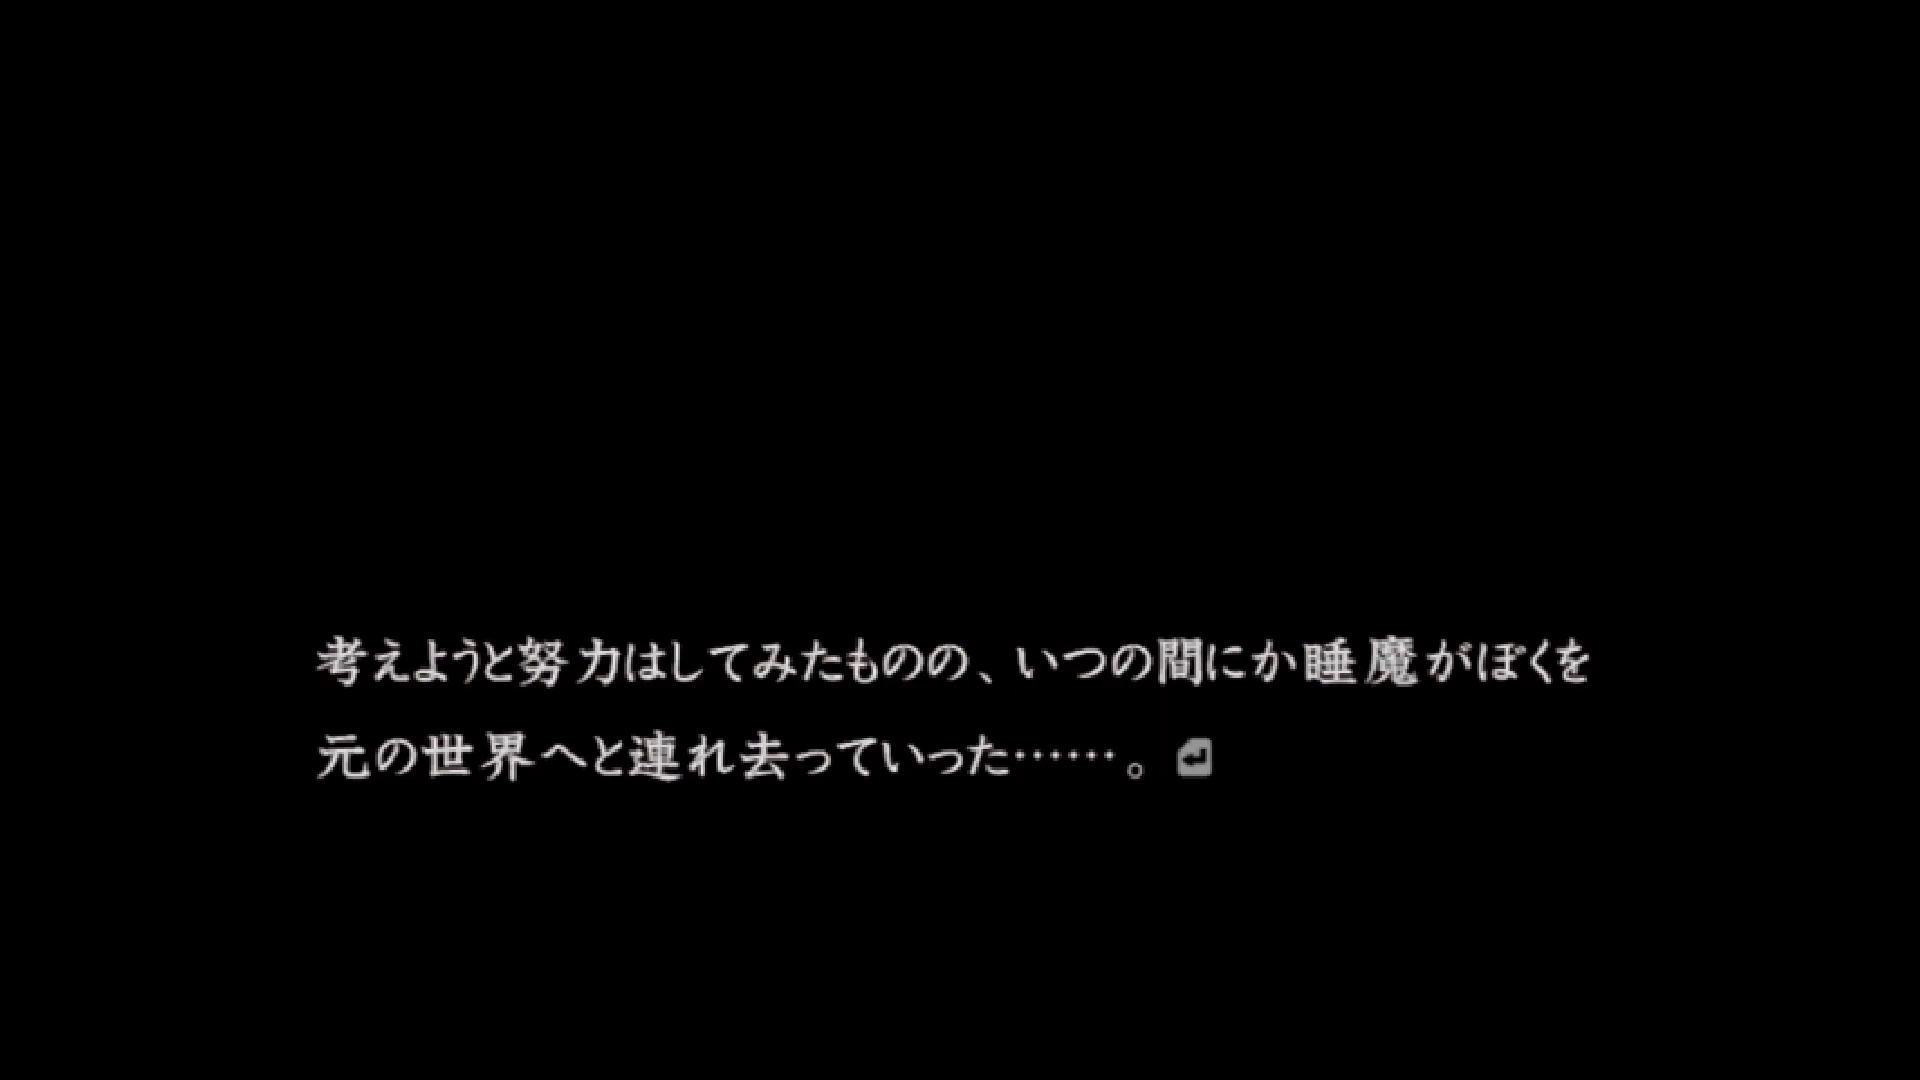 考えようと努力はしてみたものの、いつの間にか睡魔がぼくを
元の世界へと連れ去っていった……。